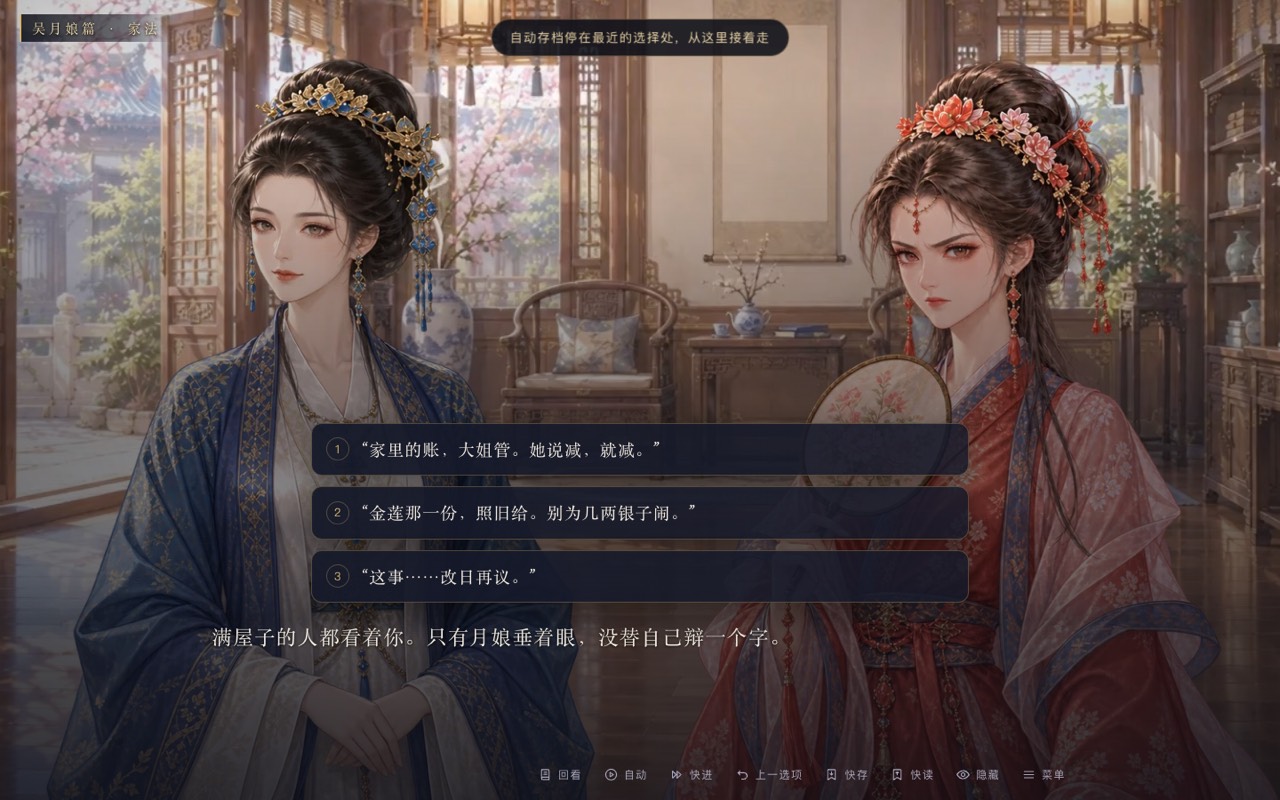 吴月娘篇 · 家法
自动存档停在最近的选择处，从这里接着走
1 “家里的账，大姐管。她说减，就减。”
2 “金莲那一份，照旧给。别为几两银子闹。”
3 “这事……改日再议。”
满屋子的人都看着你。只有月娘垂着眼，没替自己辩一个字。
回看 自动 快进 上一选项 快存 快读 隐藏 菜单